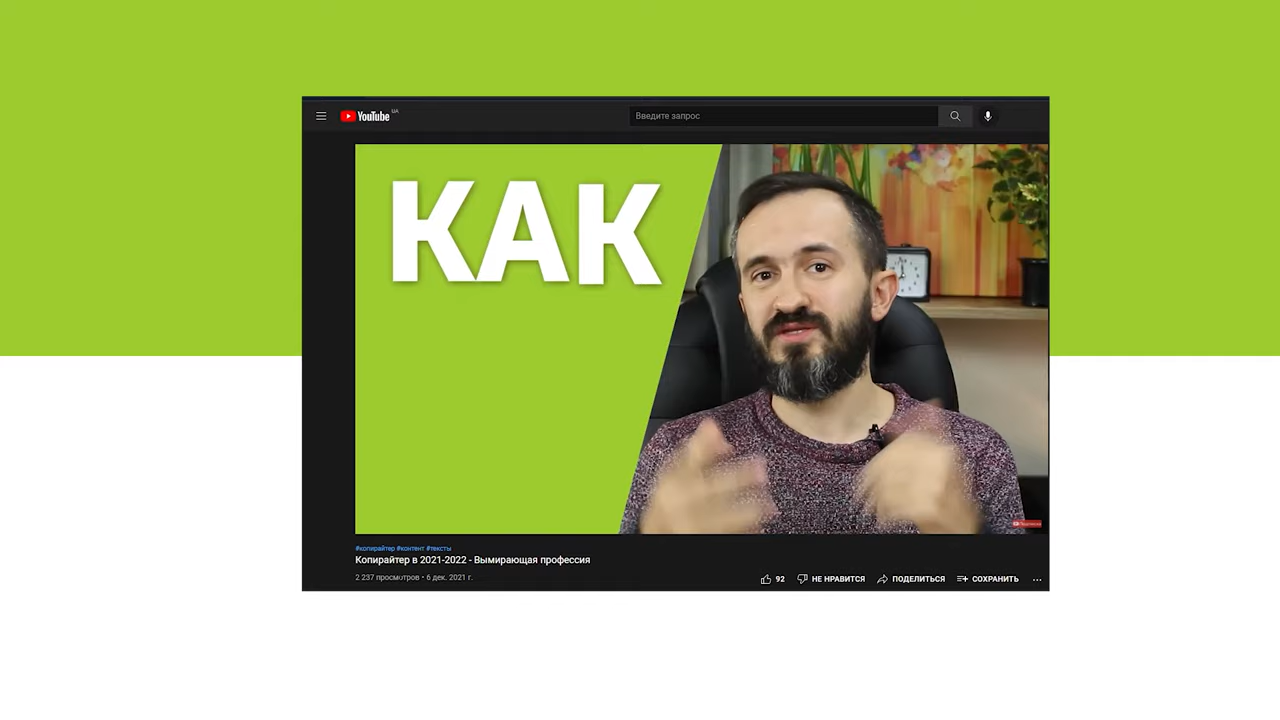 YouTube UA
Введите запрос
КАК
#копирайтер #контент #тексты
Копирайтер в 2021-2022 - Вымирающая профессия
2 237 просмотров • 6 дек. 2021 г.
92 НЕ НРАВИТСЯ ПОДЕЛИТЬСЯ СОХРАНИТЬ